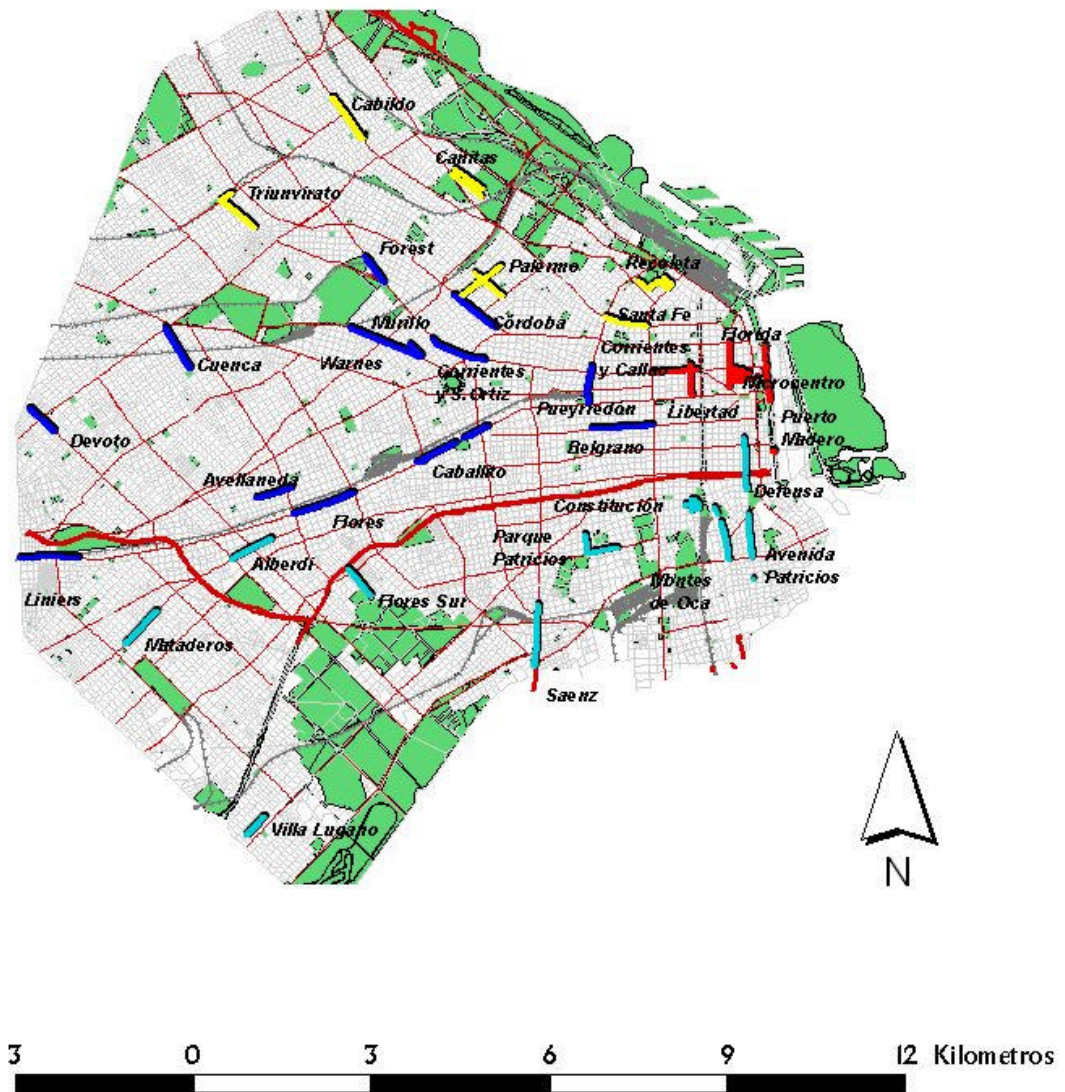 Cabildo
Cañitas
Triunvirato
Forest
Palermo
Recoleta
Murillo
Córdoba
Santa Fe
Florida
Cuenca
Warnes
Corrientes
y S. Ortiz
Corrientes
y Callao
Microcentro
Pueyrredón
Libertad
Puerto
Madero
Devoto
Belgrano
Caballito
Avellaneda
Defensa
Flores
Constitución
Parque
Patricios
Avenida
Patricios
Alberdi
Montes
de Oca
Liniers
Flores Sur
Mataderos
Saenz
Villa Lugano
N
3 0 3 6 9 12 Kilometros